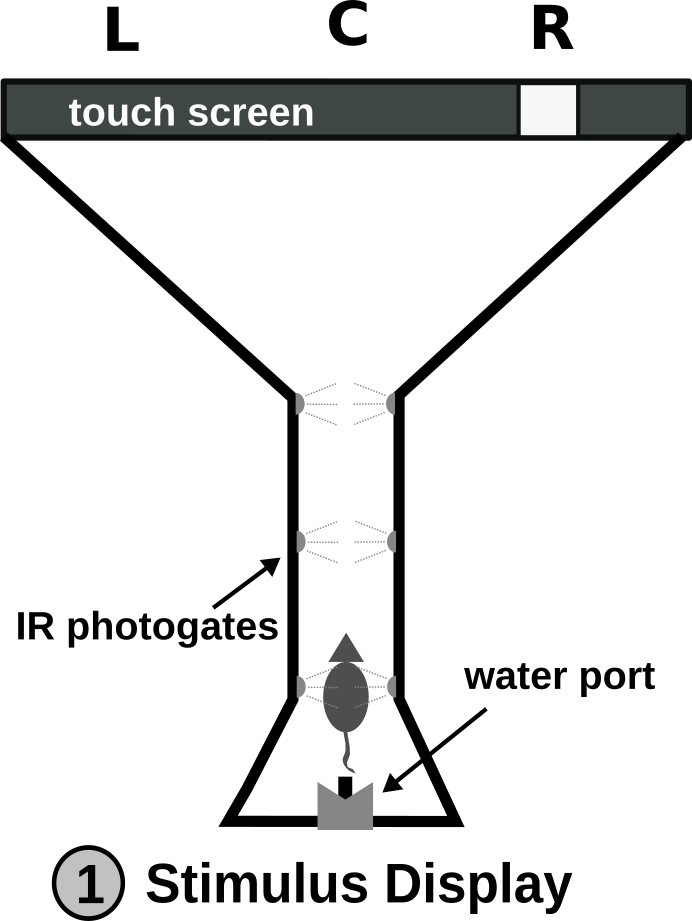 L C R
touch screen
IR photogates
water port
1 Stimulus Display